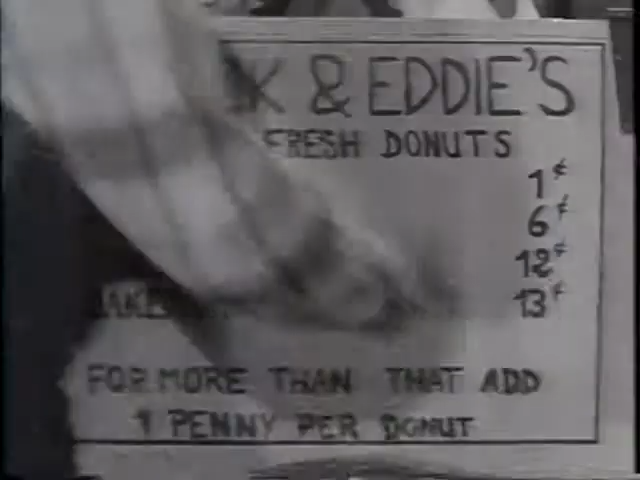 K & EDDIE'S
FRESH DONUTS
1¢
6¢
12¢
13¢
FOR MORE THAN THAT ADD
1 PENNY PER DONUT